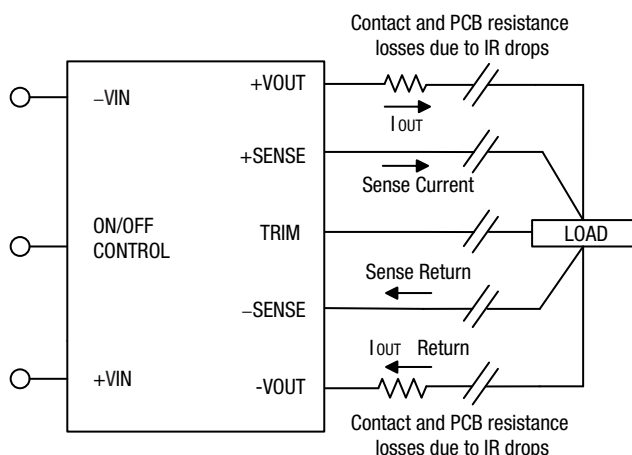 Contact and PCB resistance
losses due to IR drops
+VOUT
–VIN
IOUT
+SENSE
Sense Current
ON/OFF
CONTROL
TRIM
LOAD
Sense Return
–SENSE
IOUT Return
+VIN
-VOUT
Contact and PCB resistance
losses due to IR drops